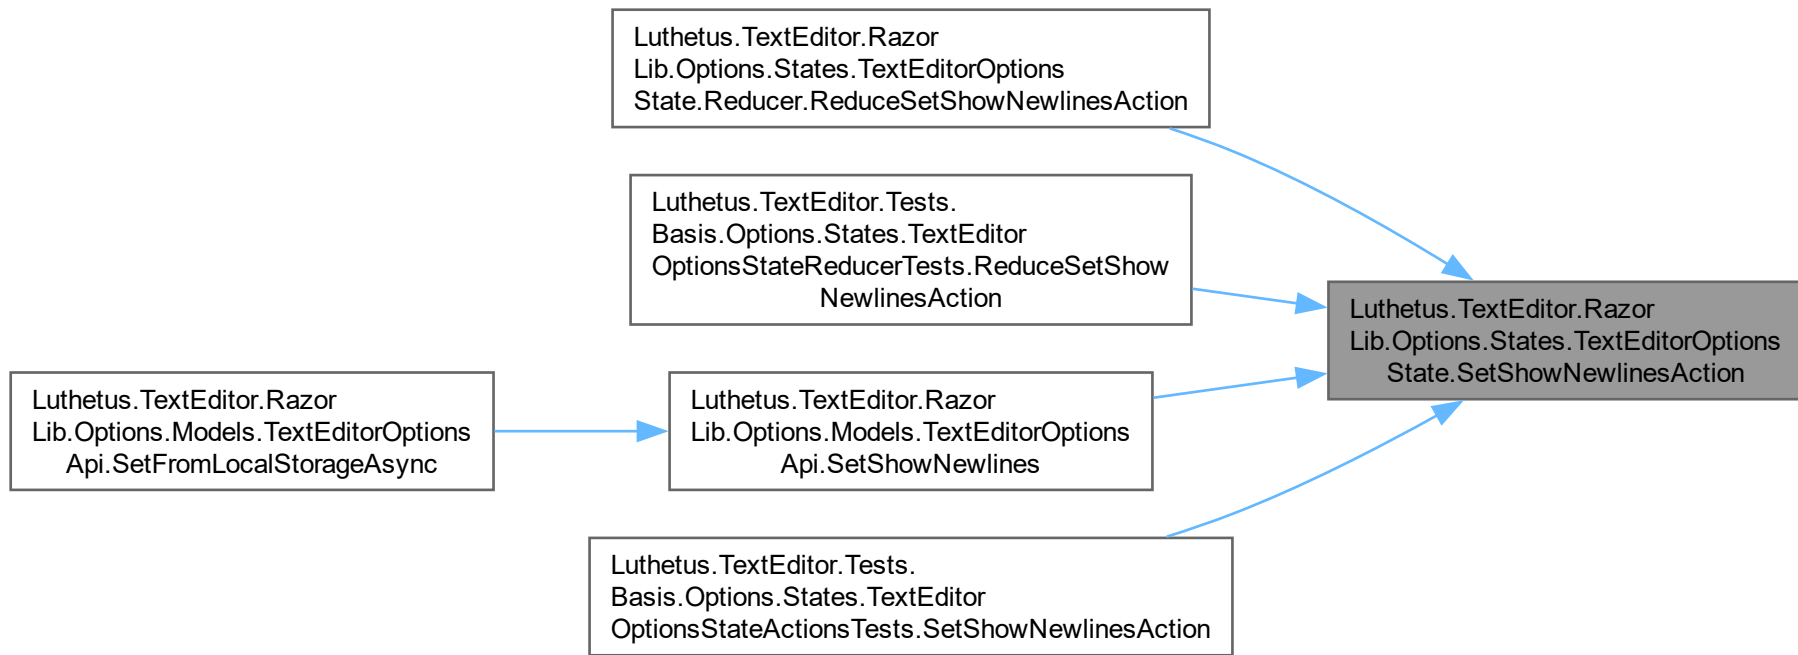 Luthetus.TextEditor.Razor
Lib.Options.States.TextEditorOptions
State.Reducer.ReduceSetShowNewlinesAction
Luthetus.TextEditor.Tests.
Basis.Options.States.TextEditor
OptionsStateReducerTests.ReduceSetShow
NewlinesAction
Luthetus.TextEditor.Razor
Lib.Options.States.TextEditorOptions
State.SetShowNewlinesAction
Luthetus.TextEditor.Razor
Lib.Options.Models.TextEditorOptions
Api.SetFromLocalStorageAsync
Luthetus.TextEditor.Razor
Lib.Options.Models.TextEditorOptions
Api.SetShowNewlines
Luthetus.TextEditor.Tests.
Basis.Options.States.TextEditor
OptionsStateActionsTests.SetShowNewlinesAction